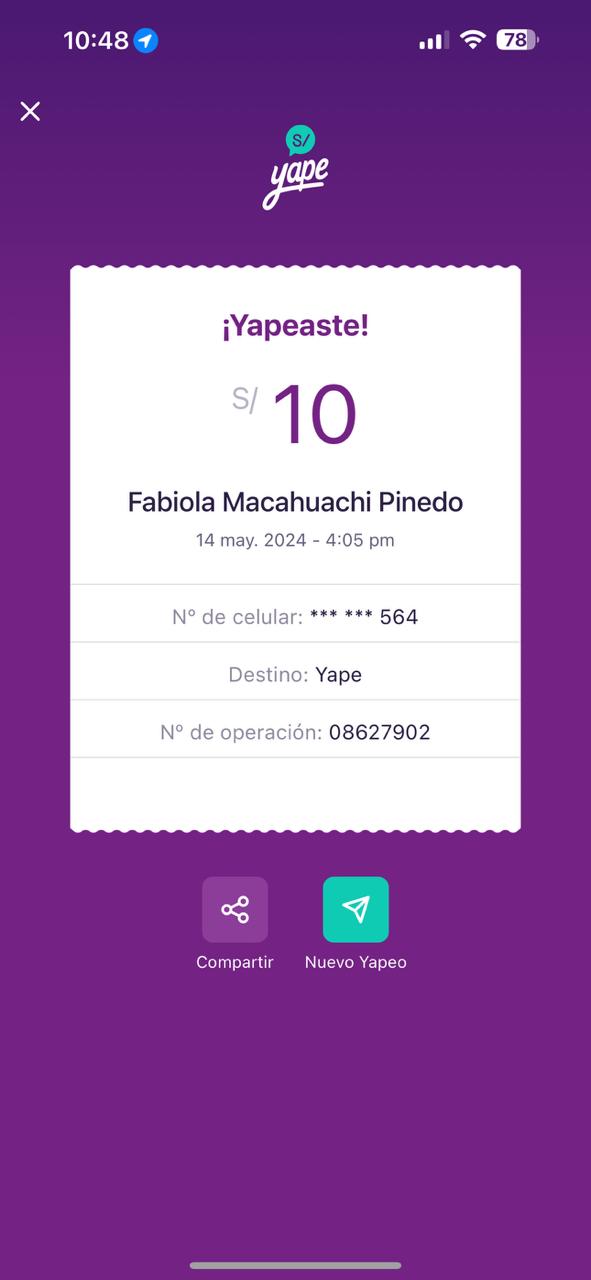 10:48
78
S/
yape
¡Yapeaste!
S/ 10
Fabiola Macahuachi Pinedo
14 may. 2024 - 4:05 pm
Nº de celular: *** *** 564
Destino: Yape
Nº de operación: 08627902
Compartir
Nuevo Yapeo